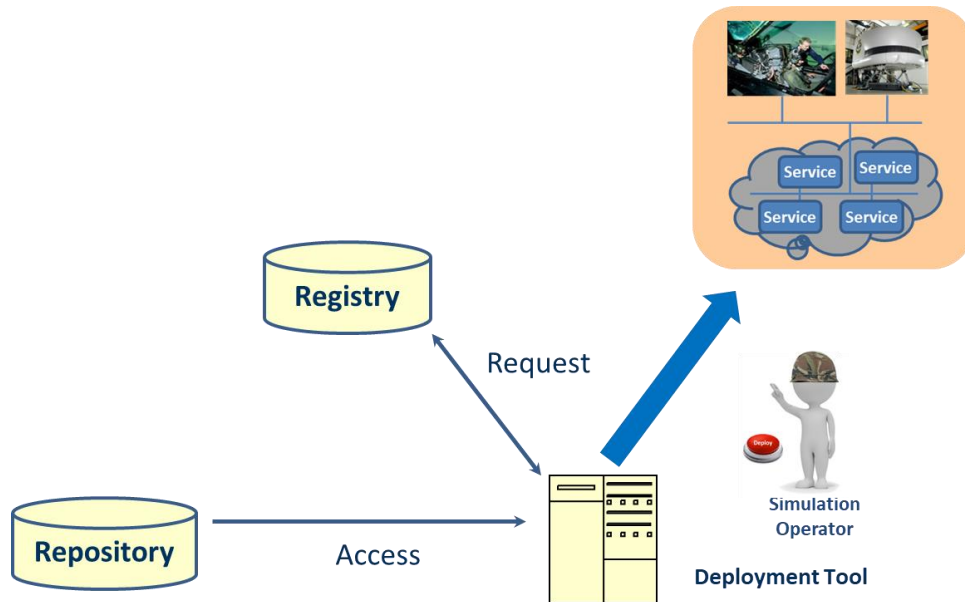 Service
Service
Service
Service
Registry
Request
Deploy
Simulation
Operator
Repository
Access
Deployment Tool